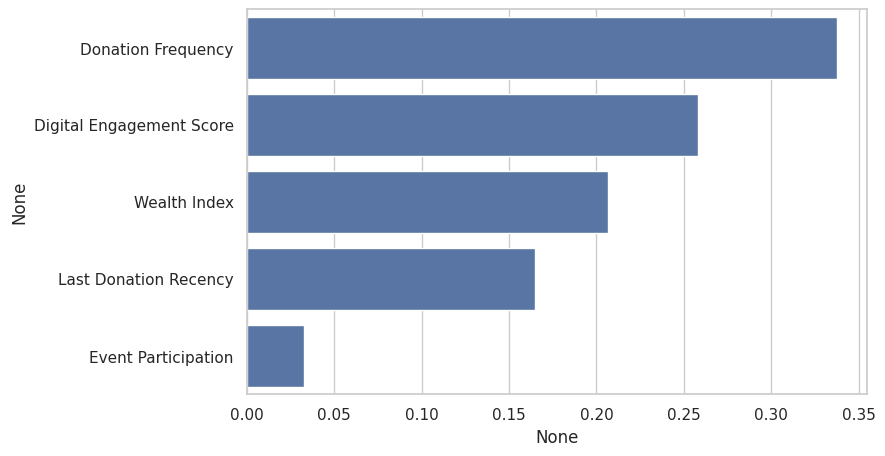 Donation Frequency
Digital Engagement Score
Wealth Index
Last Donation Recency
Event Participation
None
0.00 0.05 0.10 0.15 0.20 0.25 0.30 0.35
None